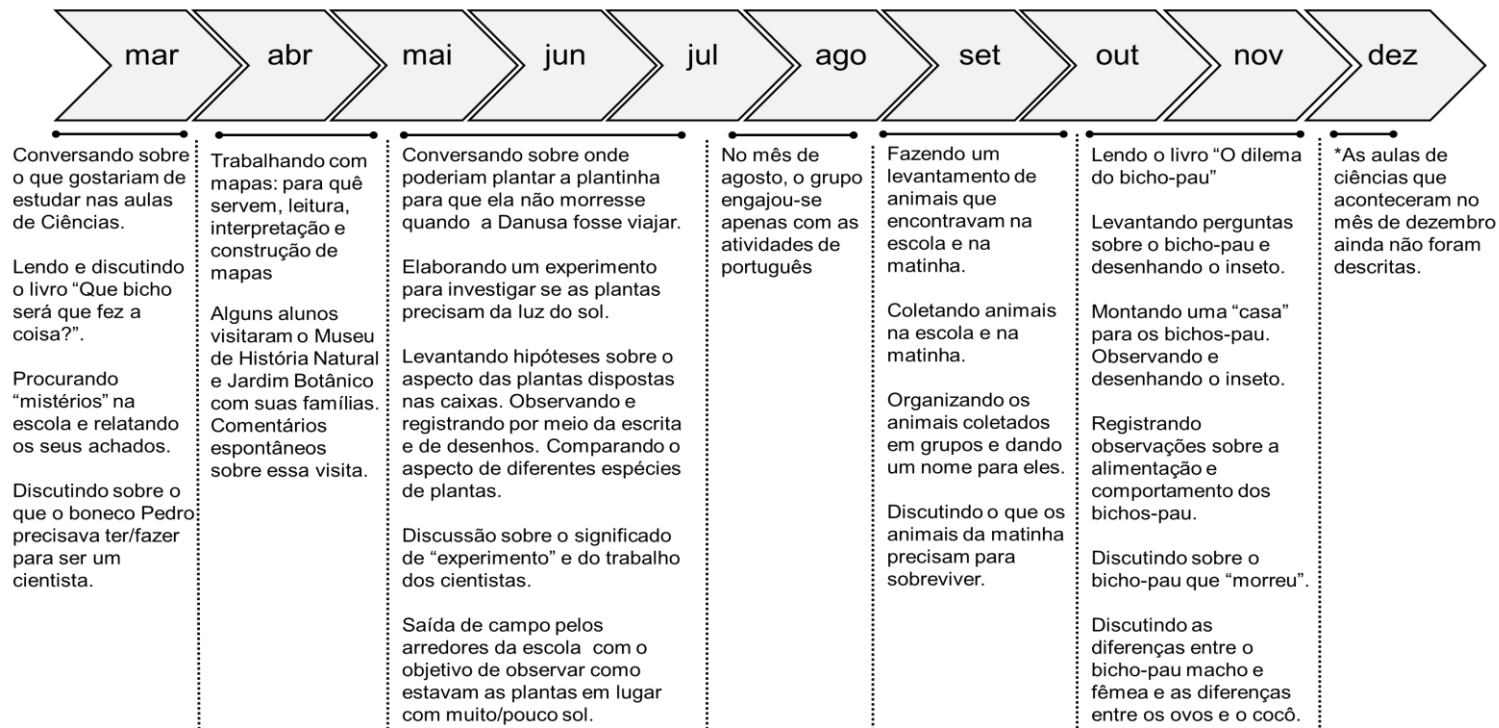 mar
abr
mai
jun
jul
ago
set
out
nov
dez
Conversando sobre
o que gostariam de
estudar nas aulas
de Ciências.
Lendo e discutindo
o livro “Que bicho
será que fez a
coisa?”.
Procurando
“mistérios” na
escola e relatando
os seus achados.
Discutindo sobre o
que o boneco Pedro
precisava ter/fazer
para ser um
cientista.
Trabalhando com
mapas: para quê
servem, leitura,
interpretação e
construção de
mapas
Alguns alunos
visitaram o Museu
de História Natural
e Jardim Botânico
com suas famílias.
Comentários
espontâneos
sobre essa visita.
Conversando sobre onde
poderiam plantar a plantinha
para que ela não morresse
quando a Danusa fosse viajar.
Elaborando um experimento
para investigar se as plantas
precisam da luz do sol.
Levantando hipóteses sobre o
aspecto das plantas dispostas
nas caixas. Observando e
registrando por meio da escrita
e de desenhos. Comparando o
aspecto de diferentes espécies
de plantas.
Discussão sobre o significado
de “experimento” e do trabalho
dos cientistas.
Saída de campo pelos
arredores da escola com o
objetivo de observar como
estavam as plantas em lugar
com muito/pouco sol.
No mês de
agosto, o grupo
engajou-se
apenas com as
atividades de
português
Fazendo um
levantamento de
animais que
encontravam na
escola e na
matinha.
Coletando animais
na escola e na
matinha.
Organizando os
animais coletados
em grupos e dando
um nome para eles.
Discutindo o que os
animais da matinha
precisam para
sobreviver.
Lendo o livro “O dilema
do bicho-pau”
Levantando perguntas
sobre o bicho-pau e
desenhando o inseto.
Montando uma “casa”
para os bichos-pau.
Observando e
desenhando o inseto.
Registrando
observações sobre a
alimentação e
comportamento dos
bichos-pau.
Discutindo sobre o
bicho-pau que “morreu”.
Discutindo as
diferenças entre o
bicho-pau macho e
fêmea e as diferenças
entre os ovos e o cocô.
*As aulas de
ciências que
aconteceram no
mês de dezembro
ainda não foram
descritas.